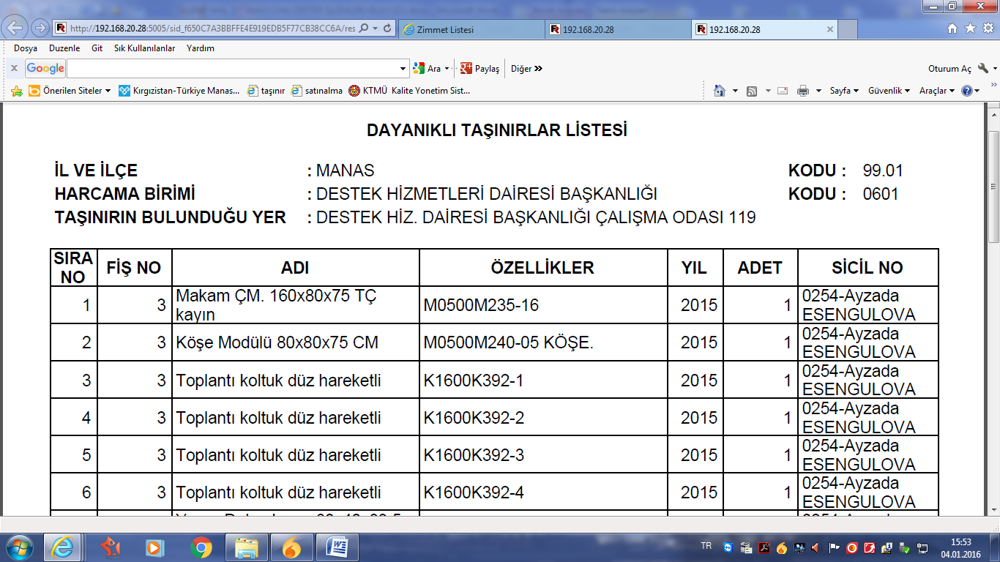 http://192.168.20.28:5005/sid_f650C7A3BBFFE4E919EDB5F77CB38CC6A/res
Zimmet Listesi
192.168.20.28
192.168.20.28
Dosya Duzenle Git Sık Kullanılanlar Yardım
x Google Ara Paylaş Diğer »
Oturum Aç
Önerilen Siteler Kırgızistan-Türkiye Manas... taşınır satınalma KTMÜ Kalite Yonetim Sist...
Sayfa Güvenlik Araçlar
DAYANIKLI TAŞINIRLAR LİSTESİ
İL VE İLÇE : MANAS KODU : 99.01
HARCAMA BİRİMİ : DESTEK HİZMETLERİ DAİRESİ BAŞKANLIĞI KODU : 0601
TAŞINIRIN BULUNDUĞU YER : DESTEK HİZ. DAİRESİ BAŞKANLIĞI ÇALIŞMA ODASI 119
SIRA NO FİŞ NO ADI ÖZELLİKLER YIL ADET SİCİL NO
1 3 Makam ÇM. 160x80x75 TÇ kayın M0500M235-16 2015 1 0254-Ayzada ESENGULOVA
2 3 Köşe Modülü 80x80x75 CM M0500M240-05 KÖŞE. 2015 1 0254-Ayzada ESENGULOVA
3 3 Toplantı koltuk düz hareketli K1600K392-1 2015 1 0254-Ayzada ESENGULOVA
4 3 Toplantı koltuk düz hareketli K1600K392-2 2015 1 0254-Ayzada ESENGULOVA
5 3 Toplantı koltuk düz hareketli K1600K392-3 2015 1 0254-Ayzada ESENGULOVA
6 3 Toplantı koltuk düz hareketli K1600K392-4 2015 1 0254-Ayzada ESENGULOVA
TR
15:53
04.01.2016